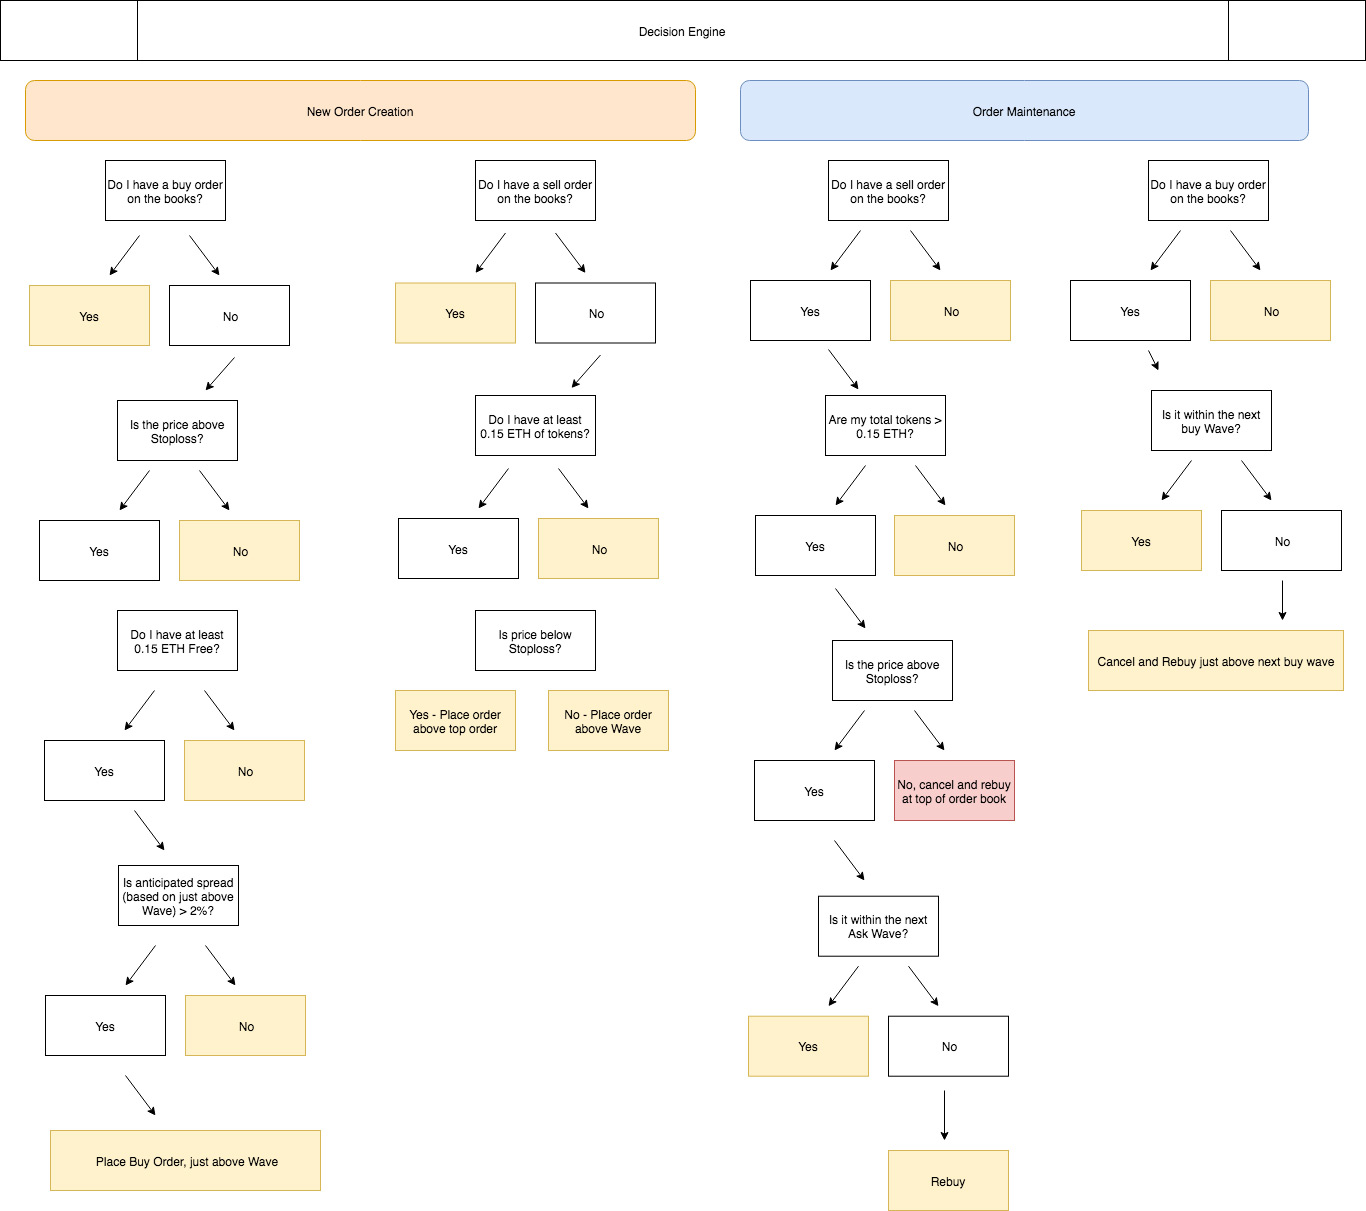 Decision Engine
New Order Creation
Order Maintenance
Do I have a buy order
on the books?
Yes
No
Is the price above
Stoploss?
Yes
No
Do I have at least
0.15 ETH Free?
Yes
No
Is anticipated spread
(based on just above
Wave) > 2%?
Yes
No
Place Buy Order, just above Wave
Do I have a sell order
on the books?
Yes
No
Do I have at least
0.15 ETH of tokens?
Yes
No
Is price below
Stoploss?
Yes - Place order
above top order
No - Place order
above Wave
Do I have a sell order
on the books?
Yes
No
Are my total tokens >
0.15 ETH?
Yes
No
Is the price above
Stoploss?
Yes
No, cancel and rebuy
at top of order book
Is it within the next
Ask Wave?
Yes
No
Rebuy
Do I have a buy order
on the books?
Yes
No
Is it within the next
buy Wave?
Yes
No
Cancel and Rebuy just above next buy wave